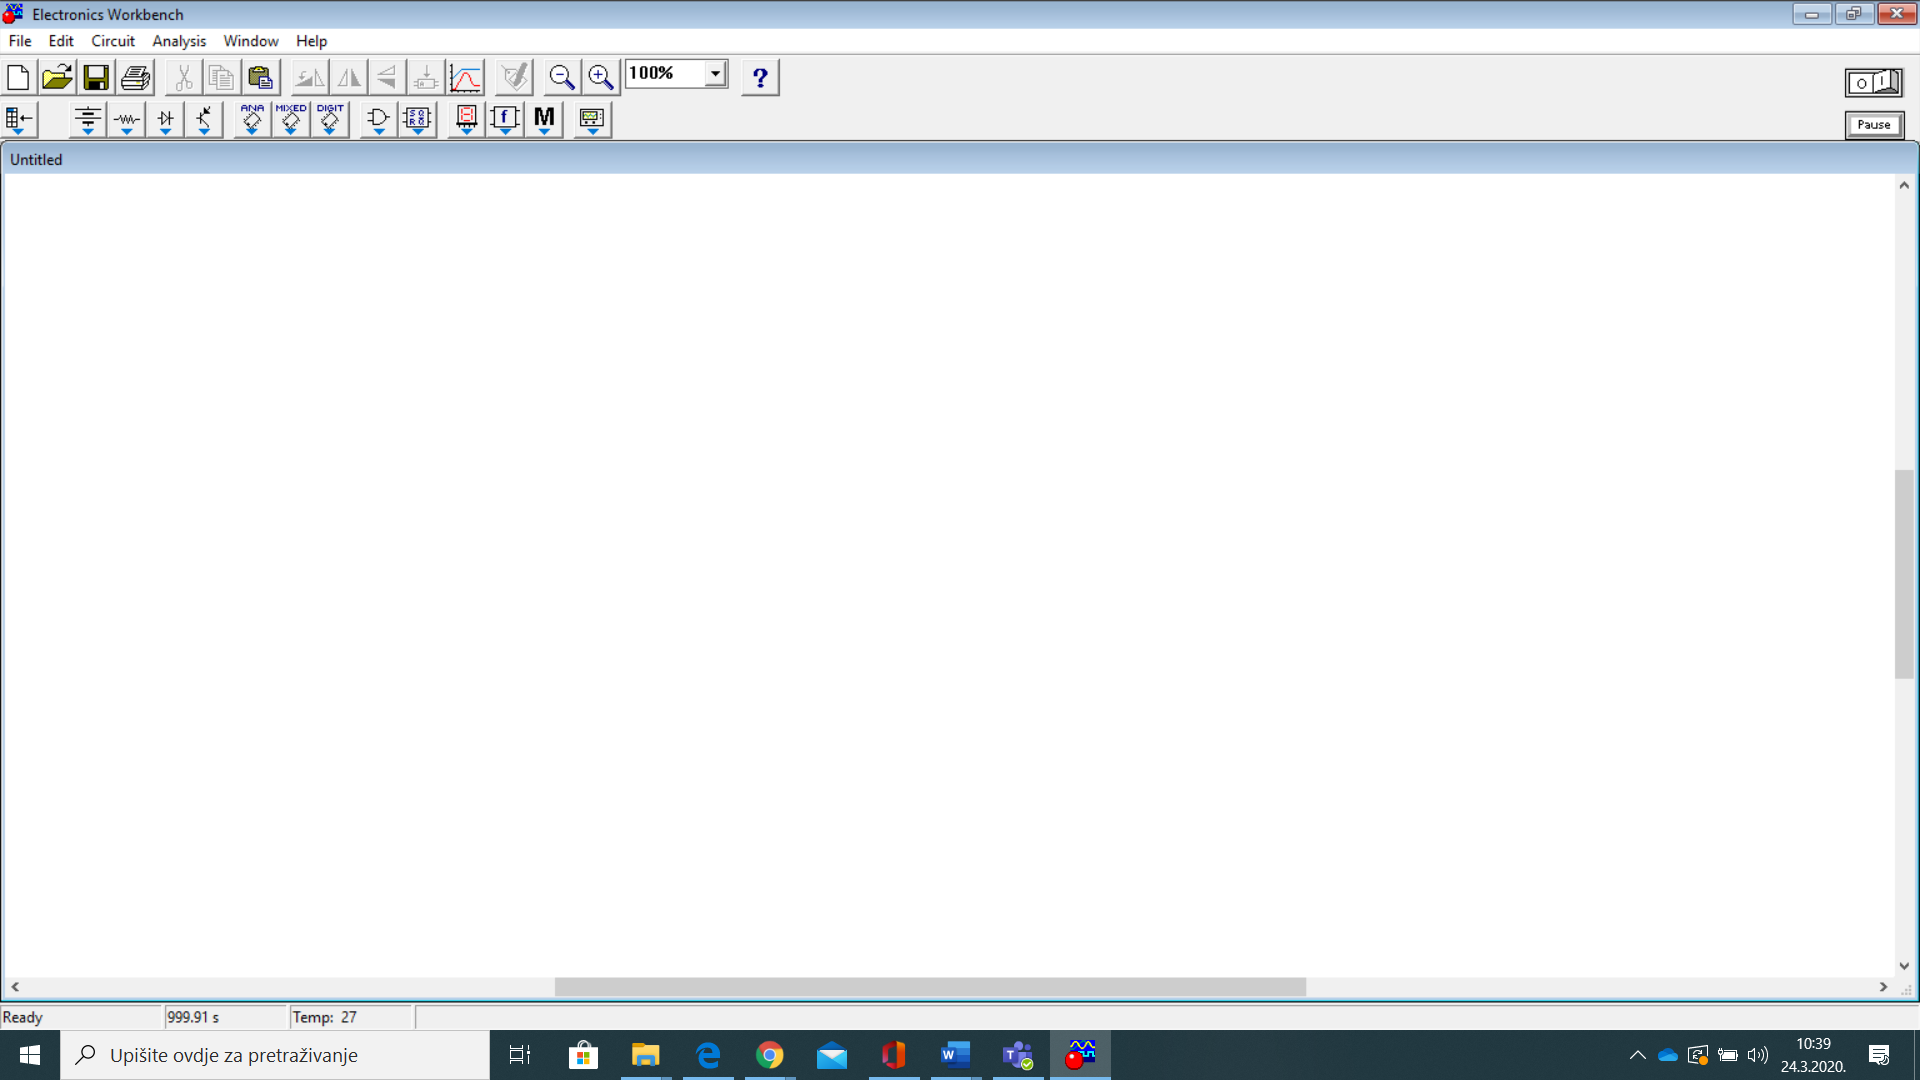 Electronics Workbench
File Edit Circuit Analysis Window Help
100% ?
O I
ANA MIXED DIGIT f M
Pause
Untitled
Ready 999.91 s Temp: 27
Upišite ovdje za pretraživanje
10:39
24.3.2020.